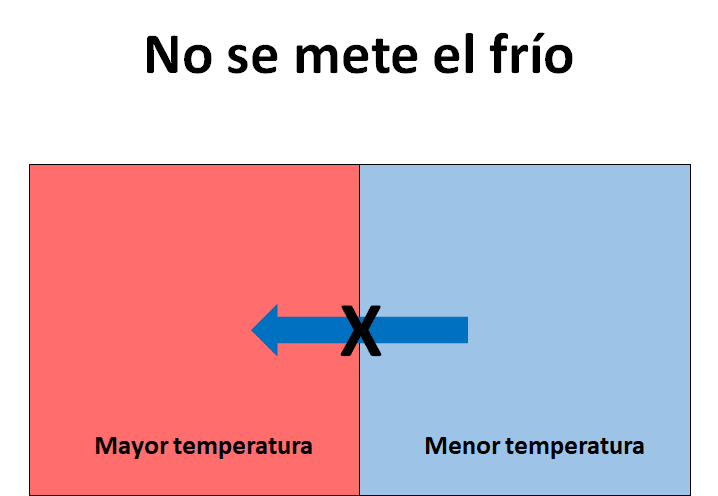 No se mete el frío
X
Mayor temperatura
Menor temperatura